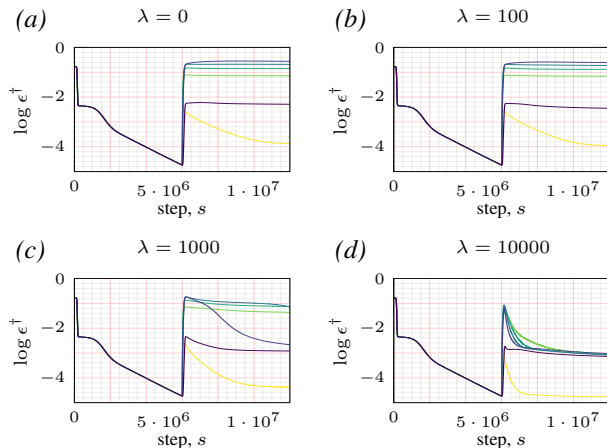 (a) λ = 0
(b) λ = 100
0
−2
−4
log ϵ†
0 5 · 10⁶ 1 · 10⁷
step, s
0
−2
−4
log ϵ†
0 5 · 10⁶ 1 · 10⁷
step, s
(c) λ = 1000
(d) λ = 10000
0
−2
−4
log ϵ†
0 5 · 10⁶ 1 · 10⁷
step, s
0
−2
−4
log ϵ†
0 5 · 10⁶ 1 · 10⁷
step, s